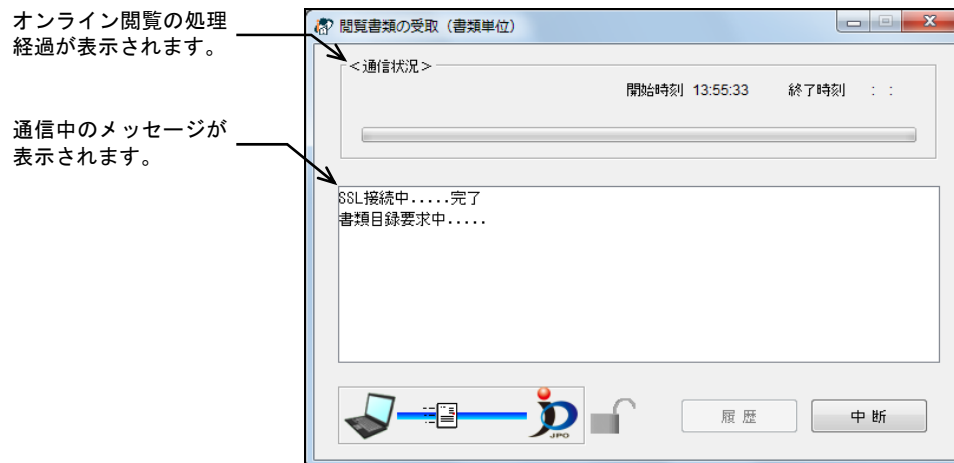 オンライン閲覧の処理
経過が表示されます。
通信中のメッセージが
表示されます。
閲覧書類の受取（書類単位）
＜通信状況＞
開始時刻 13:55:33 終了時刻 : :
SSL接続中.....完了
書類目録要求中.....
JPO
履 歴
中 断